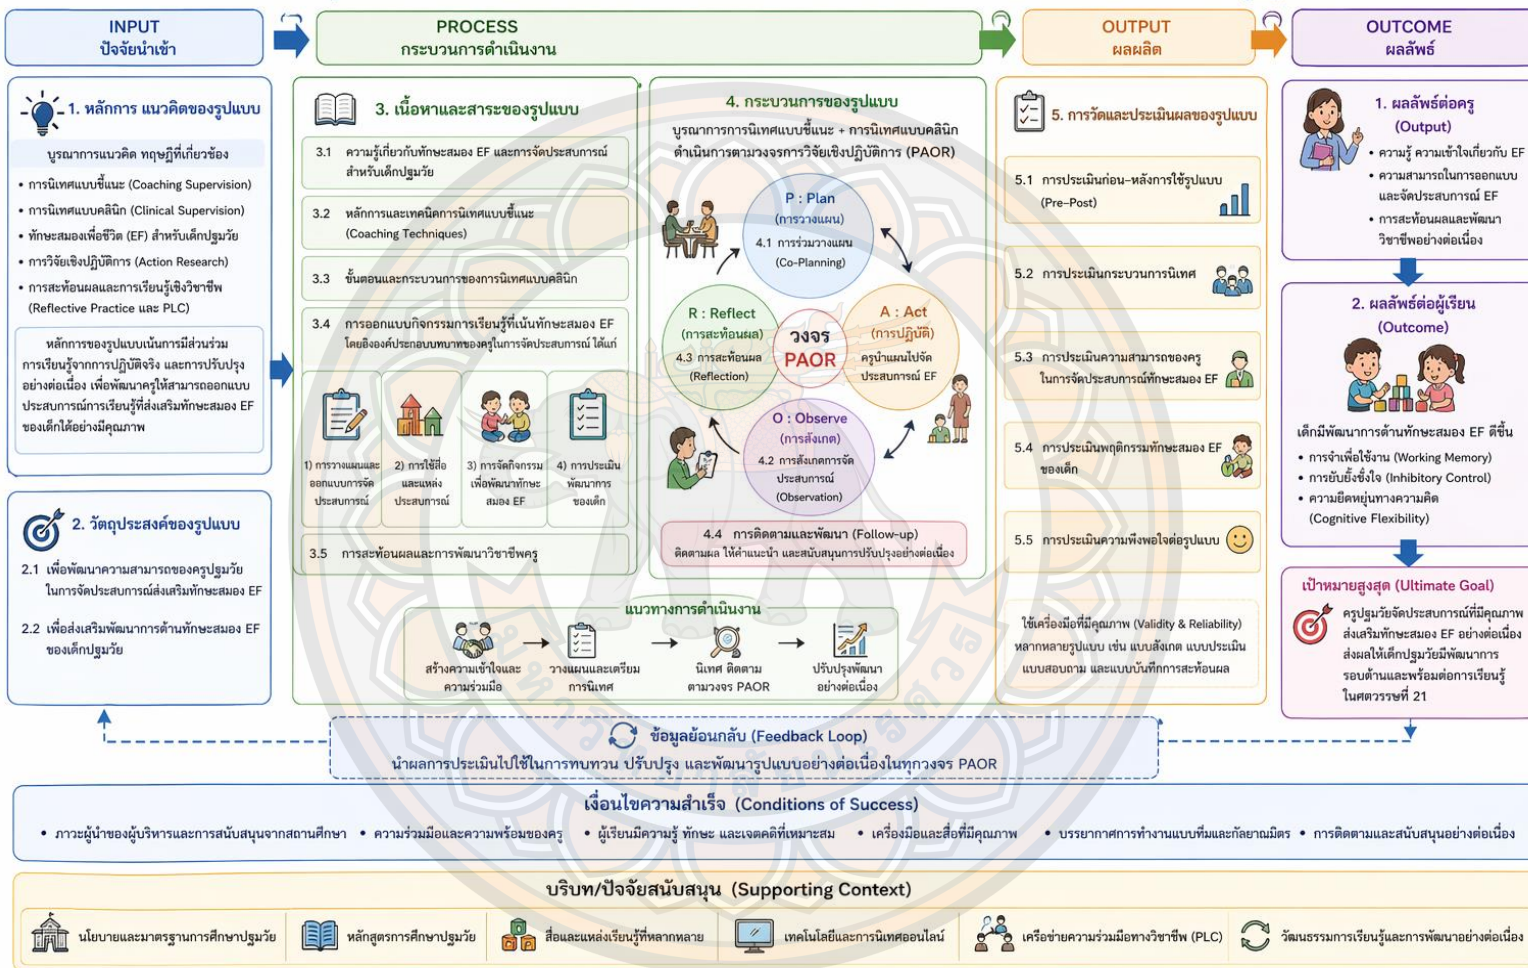 INPUT
ปัจจัยนำเข้า
PROCESS
กระบวนการดำเนินงาน
OUTPUT
ผลผลิต
OUTCOME
ผลลัพธ์
1. หลักการ แนวคิดของรูปแบบ
บูรณาการแนวคิด ทฤษฎีที่เกี่ยวข้อง
• การนิเทศแบบชี้แนะ (Coaching Supervision)
• การนิเทศแบบคลินิก (Clinical Supervision)
• ทักษะสมองเพื่อชีวิต (EF) สำหรับเด็กปฐมวัย
• การวิจัยเชิงปฏิบัติการ (Action Research)
• การสะท้อนผลและการเรียนรู้เชิงวิชาชีพ
(Reflective Practice และ PLC)
หลักการของรูปแบบเน้นการมีส่วนร่วม
การเรียนรู้จากการปฏิบัติจริง และการปรับปรุง
อย่างต่อเนื่อง เพื่อพัฒนาครูให้สามารถออกแบบ
ประสบการณ์การเรียนรู้ที่ส่งเสริมทักษะสมอง EF
ของเด็กได้อย่างมีคุณภาพ
2. วัตถุประสงค์ของรูปแบบ
2.1 เพื่อพัฒนาความสามารถของครูปฐมวัย
ในการจัดประสบการณ์ส่งเสริมทักษะสมอง EF
2.2 เพื่อส่งเสริมพัฒนาการด้านทักษะสมอง EF
ของเด็กปฐมวัย
3. เนื้อหาและสาระของรูปแบบ
3.1 ความรู้เกี่ยวกับทักษะสมอง EF และการจัดประสบการณ์
สำหรับเด็กปฐมวัย
3.2 หลักการและเทคนิคการนิเทศแบบชี้แนะ
(Coaching Techniques)
3.3 ขั้นตอนและกระบวนการของการนิเทศแบบคลินิก
3.4 การออกแบบกิจกรรมการเรียนรู้ที่เน้นทักษะสมอง EF
โดยอิงองค์ประกอบบทบาทของครูในการจัดประสบการณ์ ได้แก่
1) การวางแผนและ
ออกแบบการจัด
ประสบการณ์
2) การใช้สื่อ
และแหล่ง
ประสบการณ์
3) การจัดกิจกรรม
เพื่อพัฒนาทักษะ
สมอง EF
4) การประเมิน
พัฒนาการ
ของเด็ก
3.5 การสะท้อนผลและการพัฒนาวิชาชีพครู
4. กระบวนการของรูปแบบ
บูรณาการการนิเทศแบบชี้แนะ + การนิเทศแบบคลินิก
ดำเนินการตามวงจรการวิจัยเชิงปฏิบัติการ (PAOR)
P : Plan
(การวางแผน)
4.1 การร่วมวางแผน
(Co-Planning)
R : Reflect
(การสะท้อนผล)
4.3 การสะท้อนผล
(Reflection)
วงจร
PAOR
A : Act
(การปฏิบัติ)
ครูนำแผนไปจัด
ประสบการณ์ EF
O : Observe
(การสังเกต)
4.2 การสังเกตการจัด
ประสบการณ์
(Observation)
4.4 การติดตามและพัฒนา (Follow-up)
ติดตามผล ให้คำแนะนำ และสนับสนุนการปรับปรุงอย่างต่อเนื่อง
แนวทางการดำเนินงาน
สร้างความเข้าใจและ
ความร่วมมือ
วางแผนและเตรียม
การนิเทศ
นิเทศ ติดตาม
ตามวงจร PAOR
ปรับปรุงพัฒนา
อย่างต่อเนื่อง
5. การวัดและประเมินผลของรูปแบบ
5.1 การประเมินก่อน–หลังการใช้รูปแบบ
(Pre–Post)
5.2 การประเมินกระบวนการนิเทศ
5.3 การประเมินความสามารถของครู
ในการจัดประสบการณ์ทักษะสมอง EF
5.4 การประเมินพฤติกรรมทักษะสมอง EF
ของเด็ก
5.5 การประเมินความพึงพอใจต่อรูปแบบ
ใช้เครื่องมือที่มีคุณภาพ (Validity & Reliability)
หลากหลายรูปแบบ เช่น แบบสังเกต แบบประเมิน
แบบสอบถาม และแบบบันทึกการสะท้อนผล
1. ผลลัพธ์ต่อครู
(Output)
• ความรู้ ความเข้าใจเกี่ยวกับ EF
• ความสามารถในการออกแบบ
และจัดประสบการณ์ EF
• การสะท้อนผลและพัฒนา
วิชาชีพอย่างต่อเนื่อง
2. ผลลัพธ์ต่อผู้เรียน
(Outcome)
เด็กมีพัฒนาการด้านทักษะสมอง EF ดีขึ้น
• การจำเพื่อใช้งาน (Working Memory)
• การยับยั้งชั่งใจ (Inhibitory Control)
• ความยืดหยุ่นทางความคิด
(Cognitive Flexibility)
เป้าหมายสูงสุด (Ultimate Goal)
ครูปฐมวัยจัดประสบการณ์ที่มีคุณภาพ
ส่งเสริมทักษะสมอง EF อย่างต่อเนื่อง
ส่งผลให้เด็กปฐมวัยมีพัฒนาการ
รอบด้านและพร้อมต่อการเรียนรู้
ในศตวรรษที่ 21
ข้อมูลย้อนกลับ (Feedback Loop)
นำผลการประเมินไปใช้ในการทบทวน ปรับปรุง และพัฒนารูปแบบอย่างต่อเนื่องในทุกวงจร PAOR
เงื่อนไขความสำเร็จ (Conditions of Success)
• ภาวะผู้นำของผู้บริหารและการสนับสนุนจากสถานศึกษา • ความร่วมมือและความพร้อมของครู • ผู้เรียนมีความรู้ ทักษะ และเจตคติที่เหมาะสม • เครื่องมือและสื่อที่มีคุณภาพ • บรรยากาศการทำงานแบบทีมและกัลยาณมิตร • การติดตามและสนับสนุนอย่างต่อเนื่อง
บริบท/ปัจจัยสนับสนุน (Supporting Context)
นโยบายและมาตรฐานการศึกษาปฐมวัย
หลักสูตรการศึกษาปฐมวัย
สื่อและแหล่งเรียนรู้ที่หลากหลาย
เทคโนโลยีและการนิเทศออนไลน์
เครือข่ายความร่วมมือทางวิชาชีพ (PLC)
วัฒนธรรมการเรียนรู้และการพัฒนาอย่างต่อเนื่อง
มหาวิทยาลัยนเรศวร